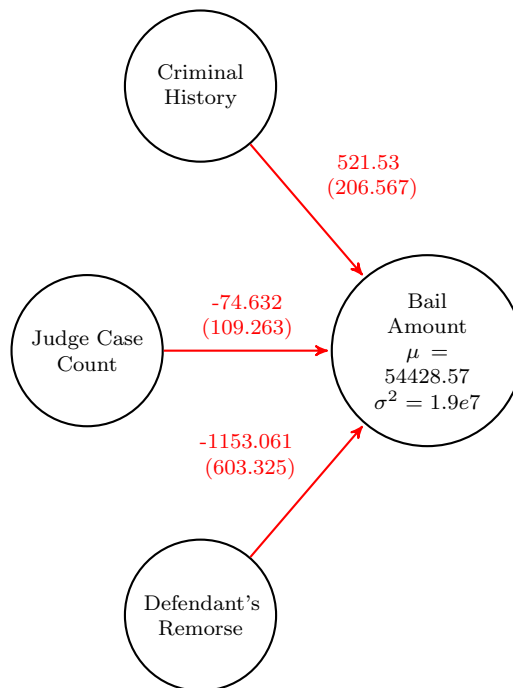 Criminal
History
521.53
(206.567)
-74.632
(109.263)
Judge Case
Count
Bail
Amount
μ =
54428.57
σ² = 1.9e7
-1153.061
(603.325)
Defendant's
Remorse